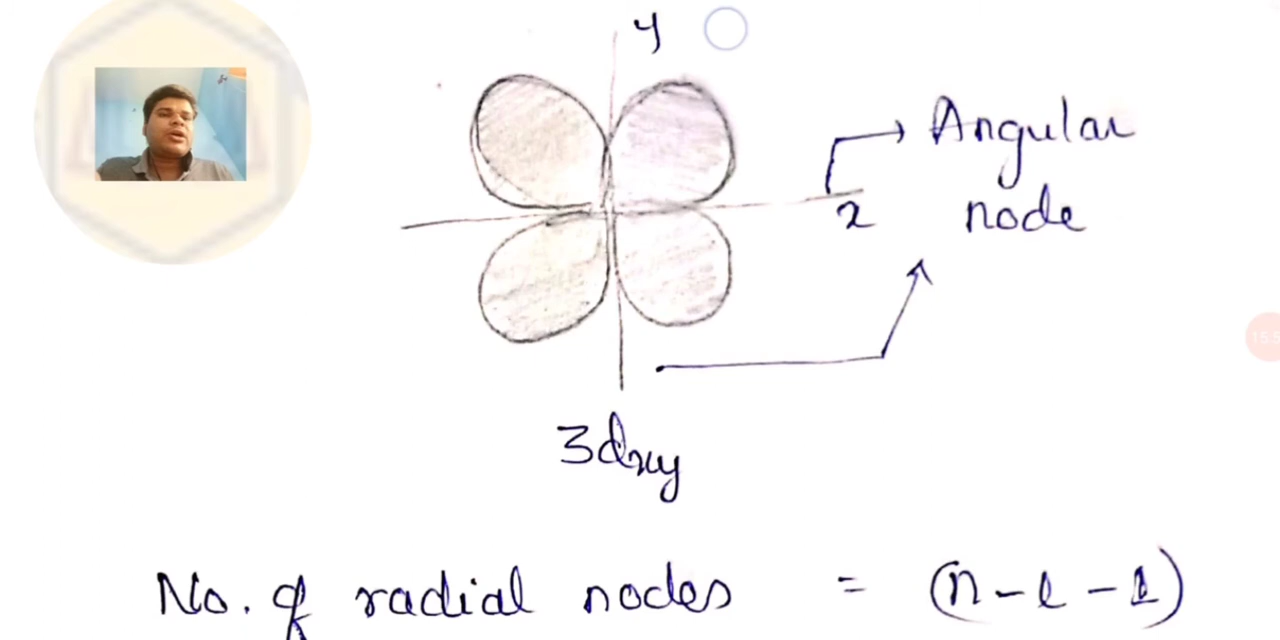 y
Angular
x
node
3dxy
No. of radial nodes = (n-l-1)